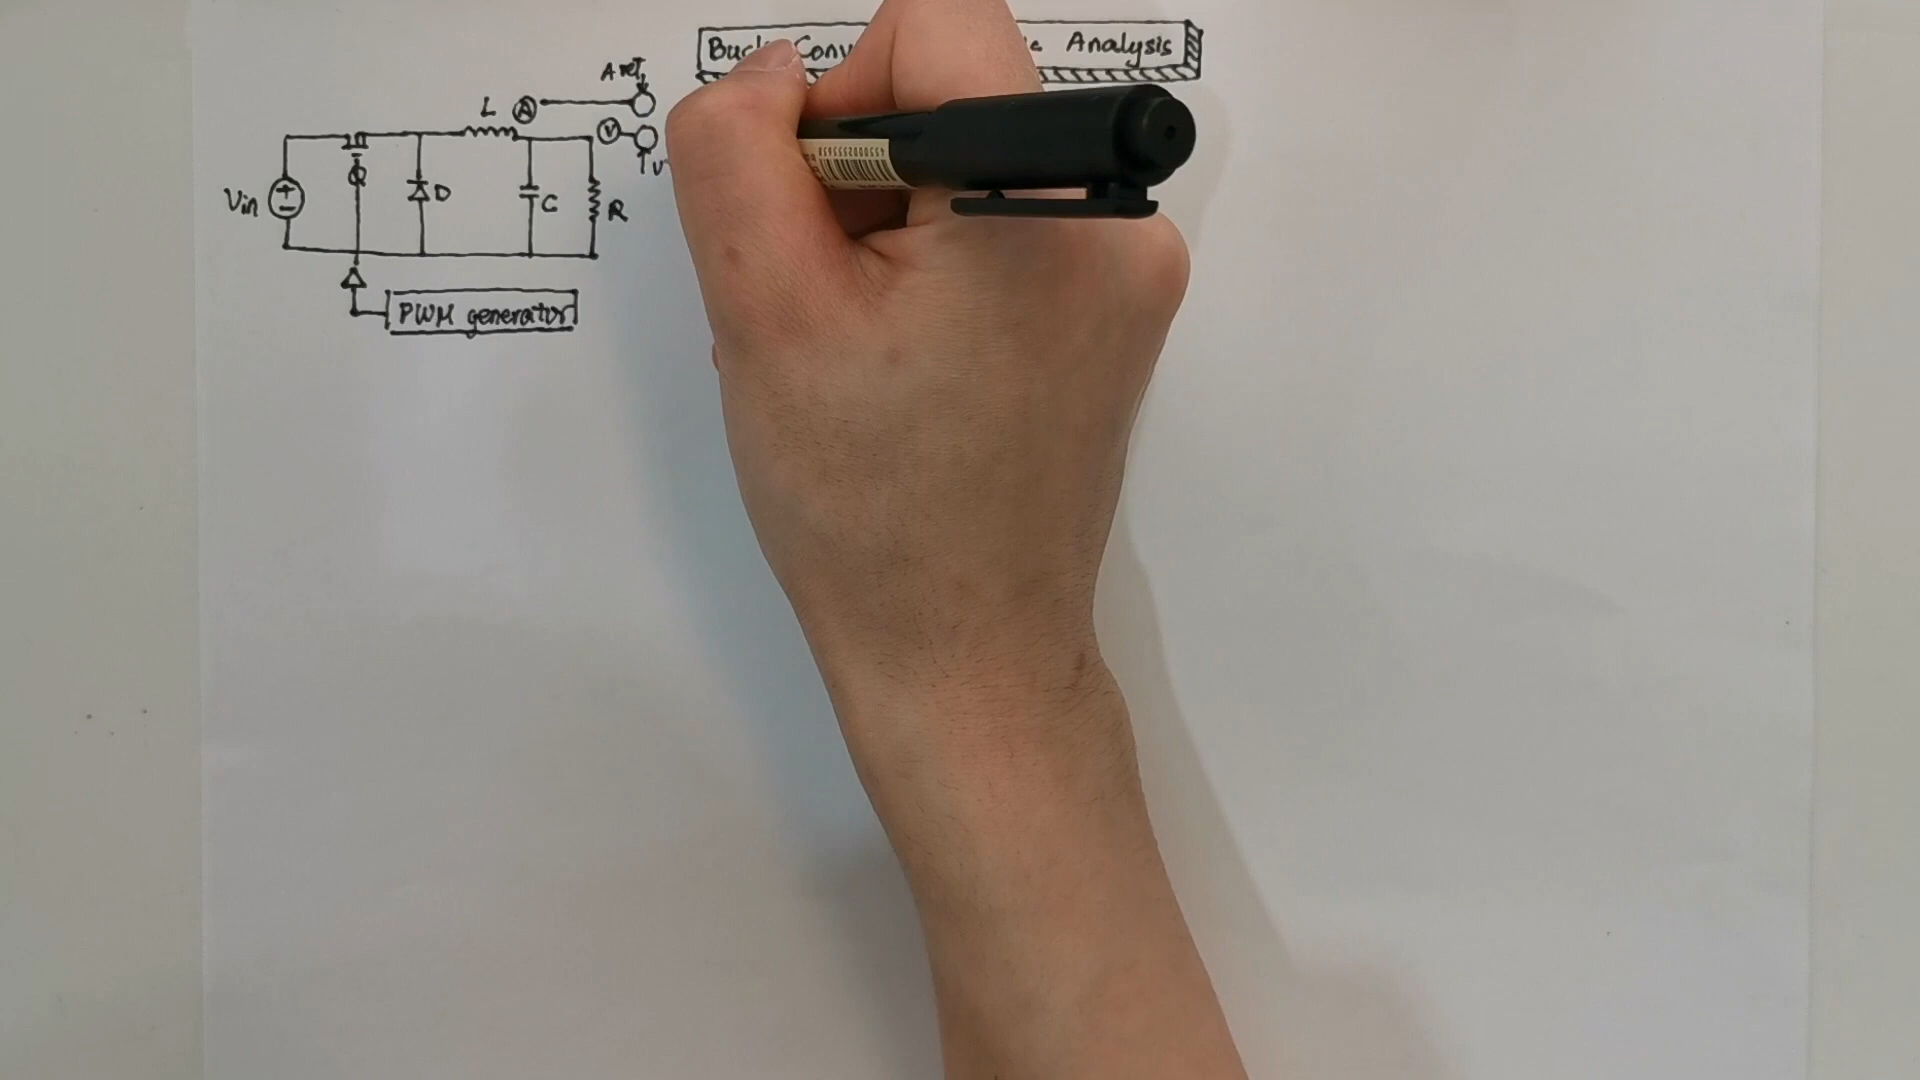 Buck Conv Analysis
A ref
L A
V
Vin + − Q D C R
PWM generator